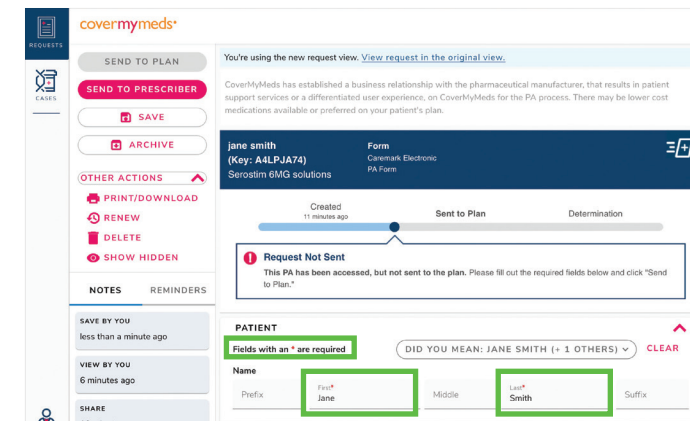 covermymeds
REQUESTS
CASES
SEND TO PLAN
SEND TO PRESCRIBER
SAVE
ARCHIVE
OTHER ACTIONS
PRINT/DOWNLOAD
RENEW
DELETE
SHOW HIDDEN
NOTES REMINDERS
SAVE BY YOU
less than a minute ago
VIEW BY YOU
6 minutes ago
SHARE
You're using the new request view. View request in the original view.
CoverMyMeds has established a business relationship with the pharmaceutical manufacturer, that results in patient
support services or a differentiated user experience, on CoverMyMeds for the PA process. There may be lower cost
medications available or preferred on your patient's plan.
jane smith
(Key: A4LPJA74)
Serostim 6MG solutions
Form
Caremark Electronic
PA Form
Created
11 minutes ago
Sent to Plan
Determination
Request Not Sent
This PA has been accessed, but not sent to the plan. Please fill out the required fields below and click "Send
to Plan."
PATIENT
Fields with an * are required
DID YOU MEAN: JANE SMITH (+ 1 OTHERS)
CLEAR
Name
Prefix
First*
Jane
Middle
Last*
Smith
Suffix